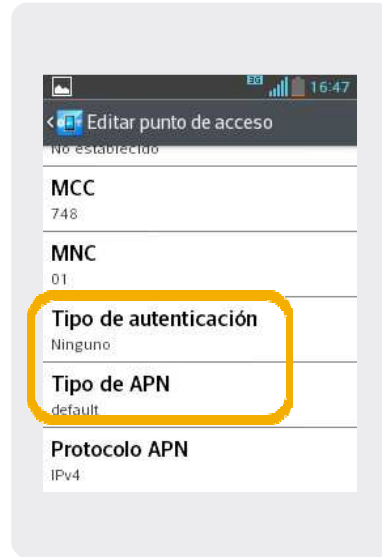 3G 16:47
Editar punto de acceso
No establecido
MCC
748
MNC
01
Tipo de autenticación
Ninguno
Tipo de APN
default
Protocolo APN
IPv4